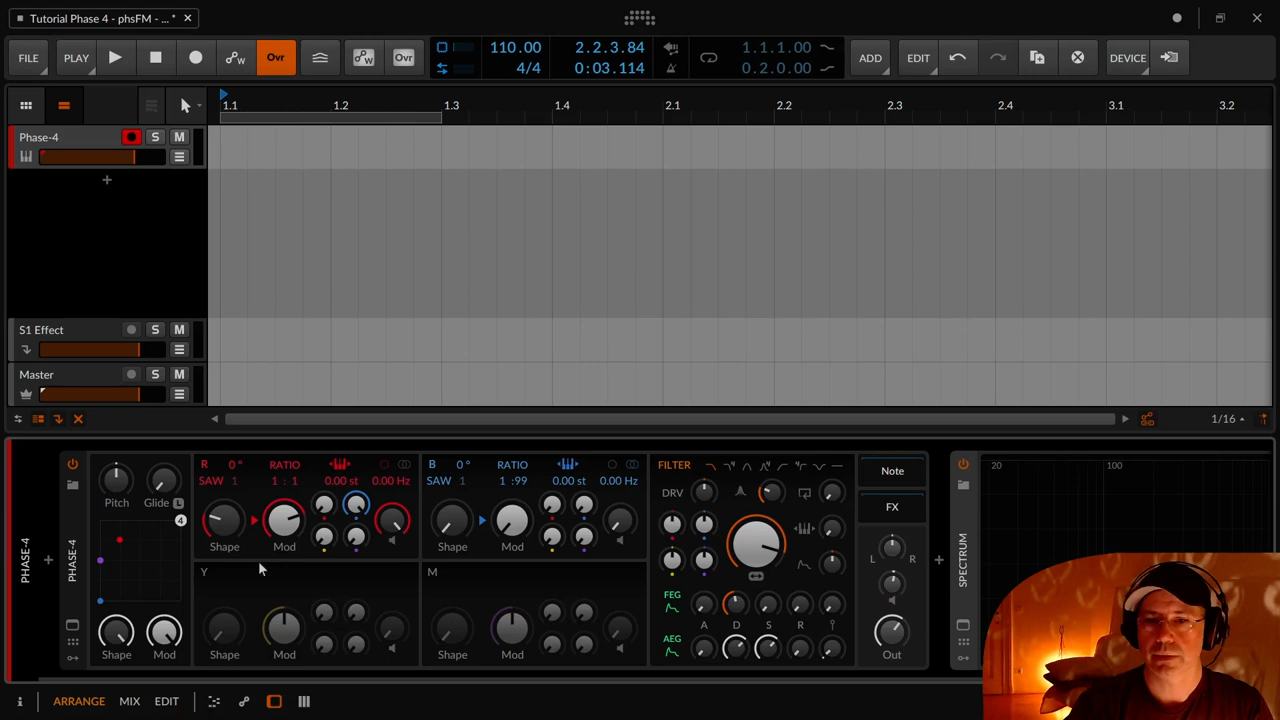 Tutorial Phase 4 - phsFM - ... *
FILE PLAY Ovr Ovr 110.00 2.2.3.84 1.1.1.00 ADD EDIT DEVICE
4/4 0:03.114 0.2.0.00
1.1 1.2 1.3 1.4 2.1 2.2 2.3 2.4 3.1 3.2
Phase-4 S M
+
S1 Effect S M
Master S M
1/16
PHASE-4
PHASE-4
Pitch Glide L
4
Shape Mod
R 0° RATIO
SAW 1 1 : 1 0.00 st 0.00 Hz
Shape Mod
B 0° RATIO
SAW 1 1 :99 0.00 st 0.00 Hz
Shape Mod
Y
Shape Mod
M
Shape Mod
FILTER
DRV
FEG
A D S R
AEG
Note
FX
L R
Out
SPECTRUM
20 100
i ARRANGE MIX EDIT